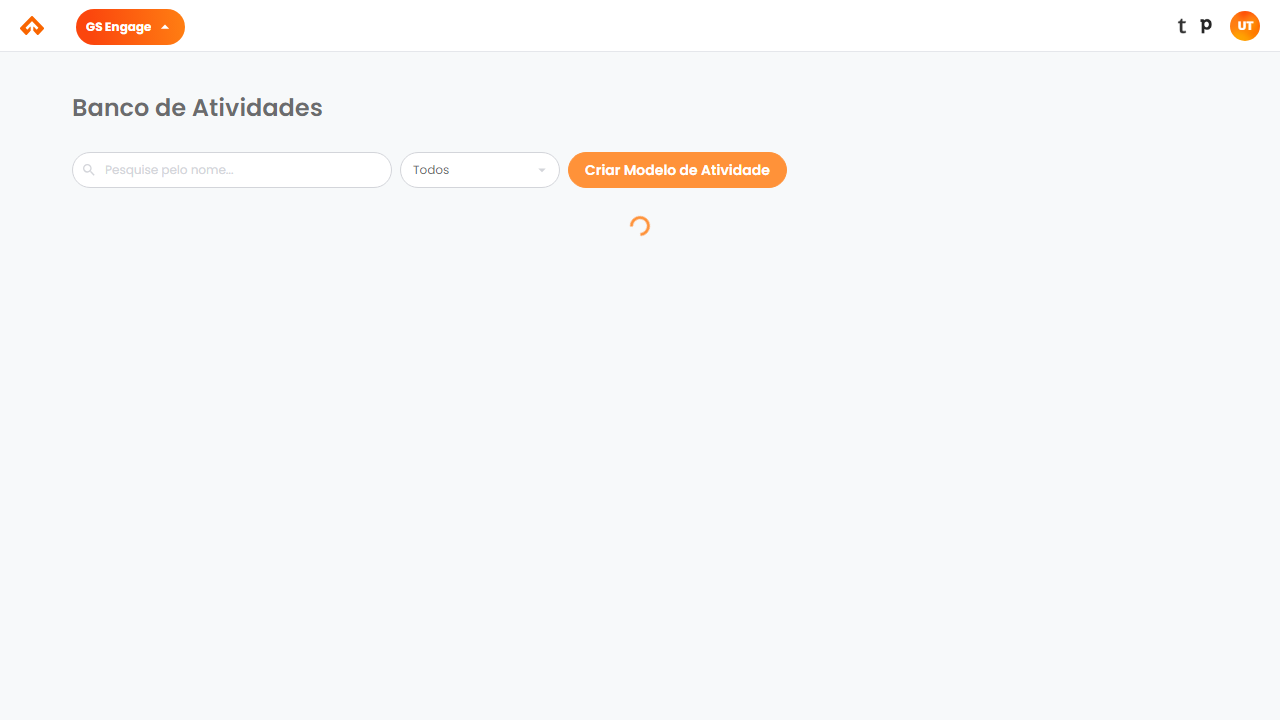 GS Engage
t p UT
Banco de Atividades
Pesquise pelo nome... Todos Criar Modelo de Atividade